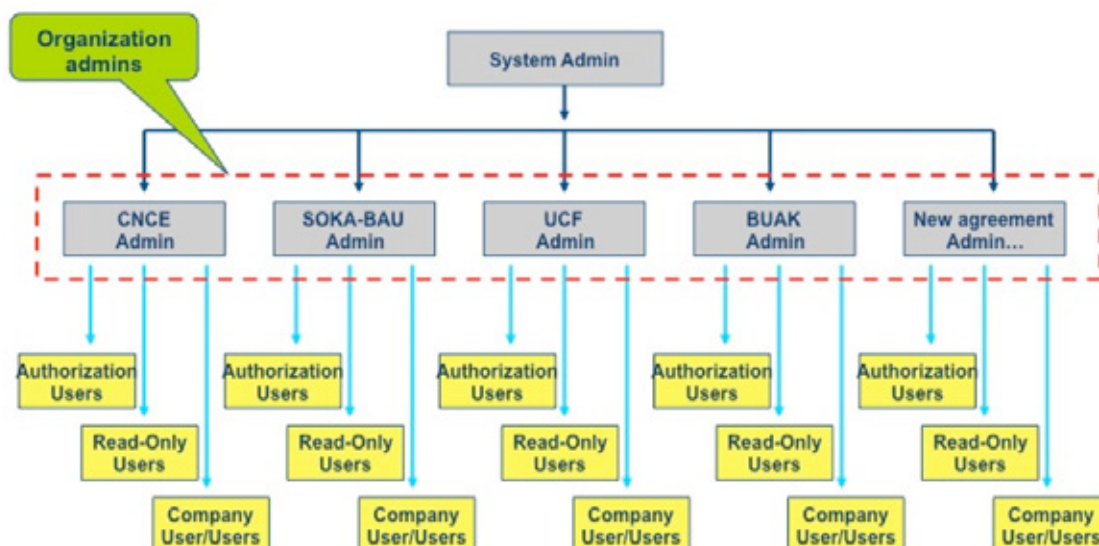 Organization
admins
System Admin
CNCE
Admin
SOKA-BAU
Admin
UCF
Admin
BUAK
Admin
New agreement
Admin...
Authorization
Users
Authorization
Users
Authorization
Users
Authorization
Users
Authorization
Users
Read-Only
Users
Read-Only
Users
Read-Only
Users
Read-Only
Users
Read-Only
Users
Company
User/Users
Company
User/Users
Company
User/Users
Company
User/Users
Company
User/Users